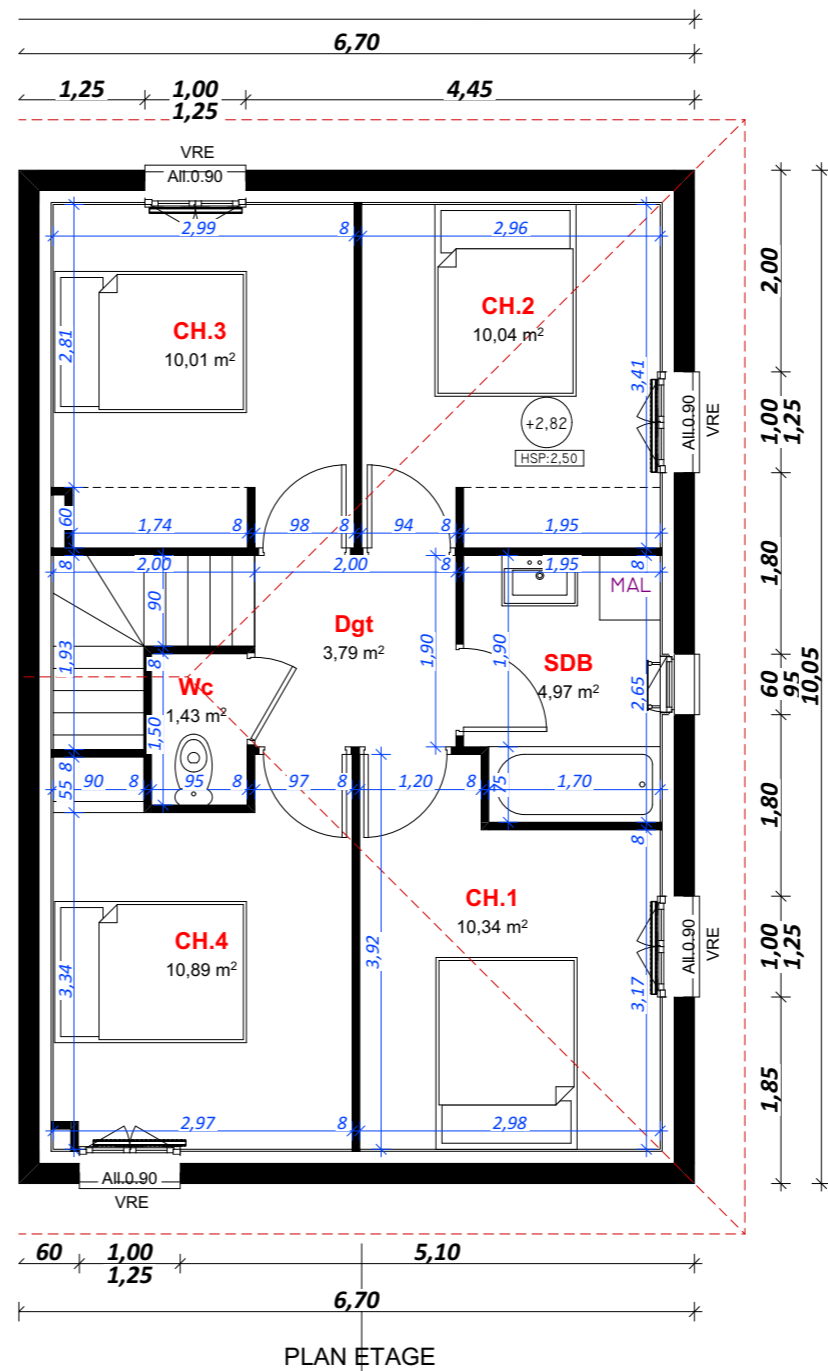 6,70
1,25 1,00 4,45
1,25
VRE
All.0.90
2,99 8 2,96
CH.3
10,01 m²
CH.2
10,04 m²
2,81
3,41
+2,82
HSP:2,50
All.0.90
VRE
2,00
1,00
1,25
60
1,74 8 98 8 94 8 1,95
8 2,00 2,00 8 1,95 8
90
MAL
Dgt
3,79 m²
1,90
1,90
SDB
4,97 m²
2,65
1,93
8
Wc
1,43 m²
1,50
1,80
60
95
10,05
8
55
90 8 95 8 97 8 1,20 8 75 1,70
8
1,80
CH.1
10,34 m²
CH.4
10,89 m²
3,34
3,92
3,17
All.0.90
VRE
1,00
1,25
1,85
2,97 8 2,98
All.0.90
VRE
60 1,00 5,10
1,25
6,70
PLAN ETAGE